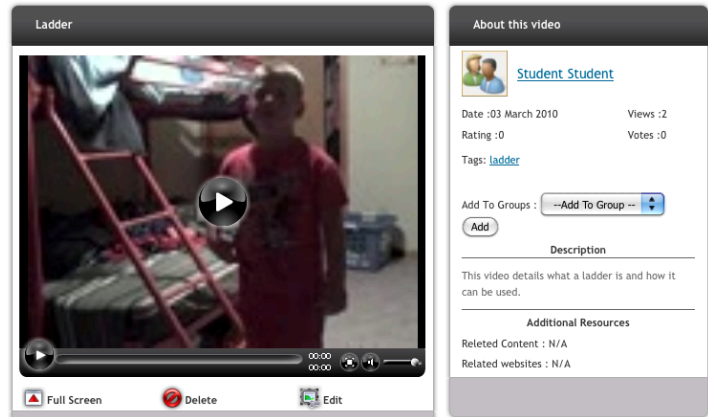 Ladder
00:00
00:00
Full Screen
Delete
Edit
About this video
Student Student
Date :03 March 2010
Views :2
Rating :0
Votes :0
Tags: ladder
Add To Groups : --Add To Group --
Add
Description
This video details what a ladder is and how it
can be used.
Additional Resources
Releted Content : N/A
Related websites : N/A